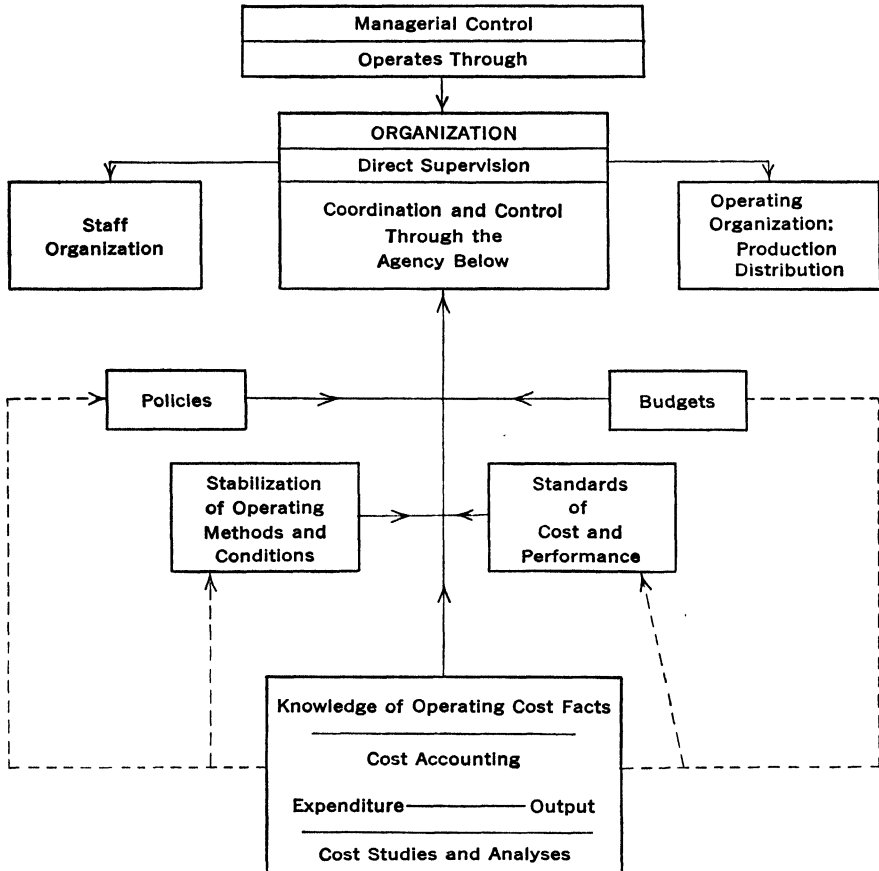 Managerial Control
Operates Through
ORGANIZATION
Direct Supervision
Coordination and Control
Through the
Agency Below
Staff
Organization
Operating
Organization:
Production
Distribution
Policies
Budgets
Stabilization
of Operating
Methods and
Conditions
Standards
of
Cost and
Performance
Knowledge of Operating Cost Facts
Cost Accounting
Expenditure Output
Cost Studies and Analyses